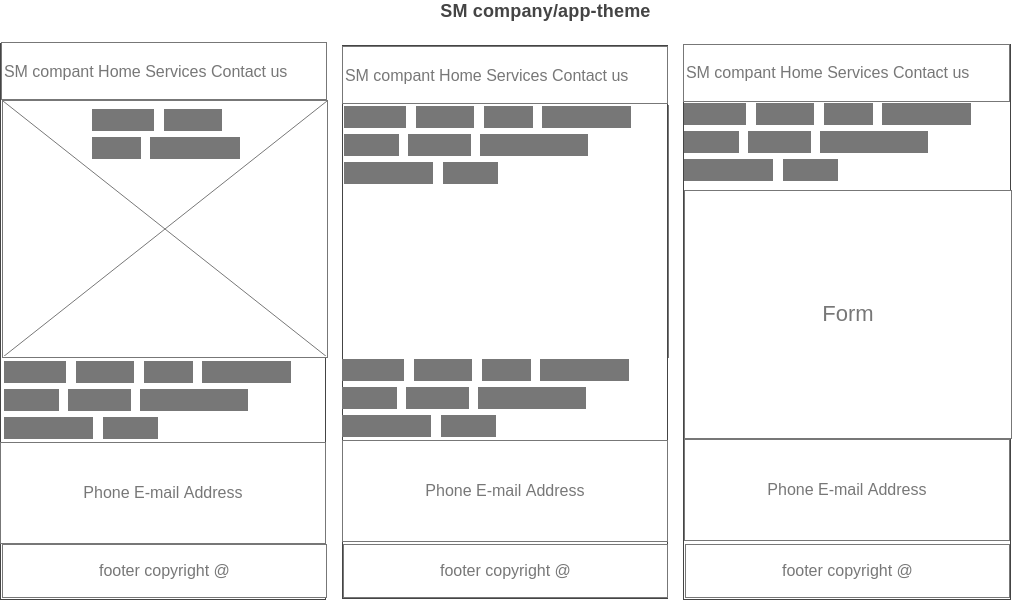 SM company/app-theme
SM compant Home Services Contact us
Phone E-mail Address
footer copyright @
SM compant Home Services Contact us
Phone E-mail Address
footer copyright @
SM compant Home Services Contact us
Form
Phone E-mail Address
footer copyright @